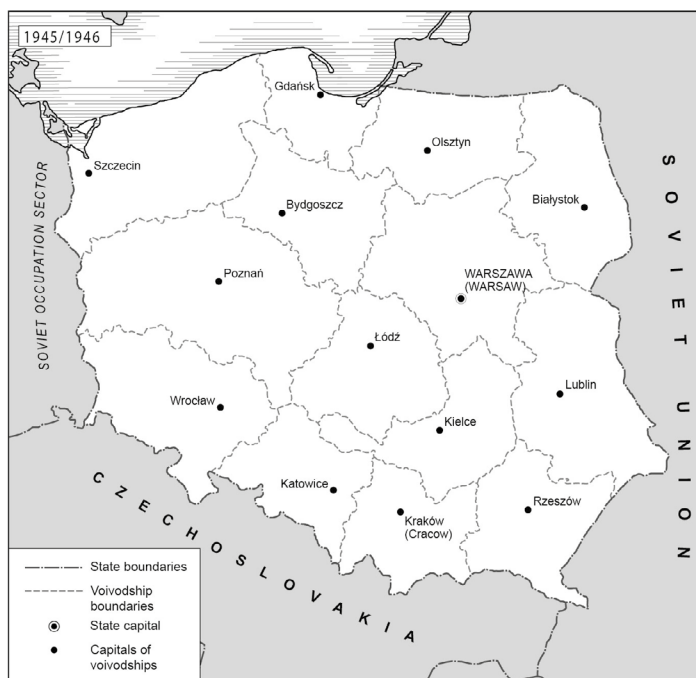 1945/1946
Gdańsk
Olsztyn
Szczecin
Białystok
Bydgoszcz
Poznań
WARSZAWA
(WARSAW)
Łódź
Lublin
Wrocław
Kielce
Katowice
Kraków
(Cracow)
Rzeszów
SOVIET OCCUPATION SECTOR
SOVIET UNION
CZECHOSLOVAKIA
State boundaries
Voivodship
boundaries
State capital
Capitals of
voivodships